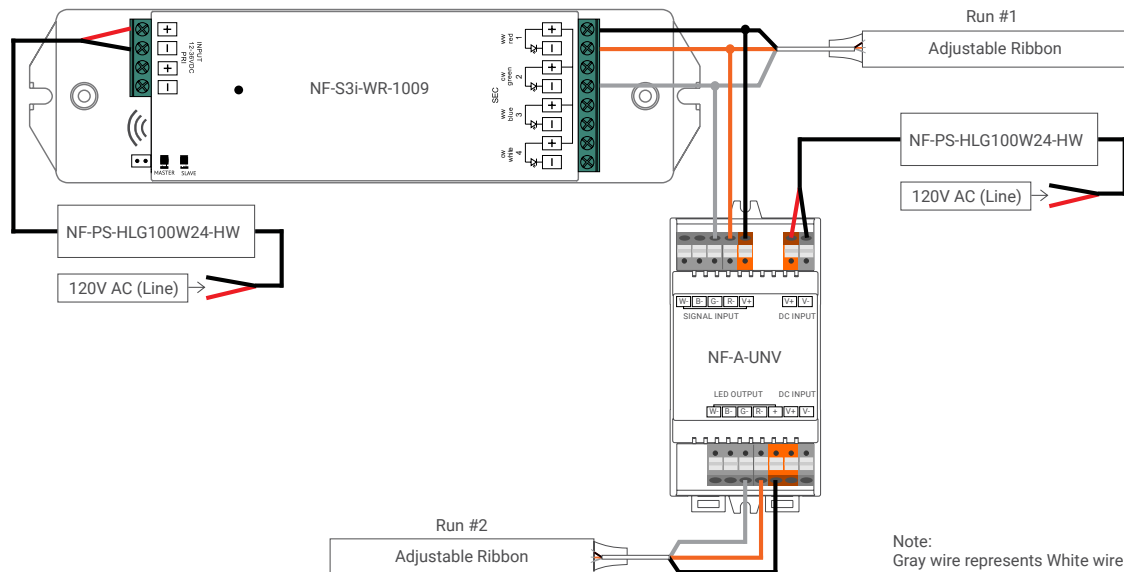 Run #1
Adjustable Ribbon
+
−
+
−
INPUT
12-36VDC
PRI
NF-S3i-WR-1009
MASTER
SLAVE
SEC
ww
red
1
+
−
cw
green
2
+
−
ww
blue
3
+
−
cw
white
4
+
−
NF-PS-HLG100W24-HW
120V AC (Line)
NF-PS-HLG100W24-HW
120V AC (Line)
W- B- G- R- V+ V+ V-
SIGNAL INPUT DC INPUT
NF-A-UNV
LED OUTPUT DC INPUT
W- B- G- R- + V+ V-
Run #2
Adjustable Ribbon
Note:
Gray wire represents White wire